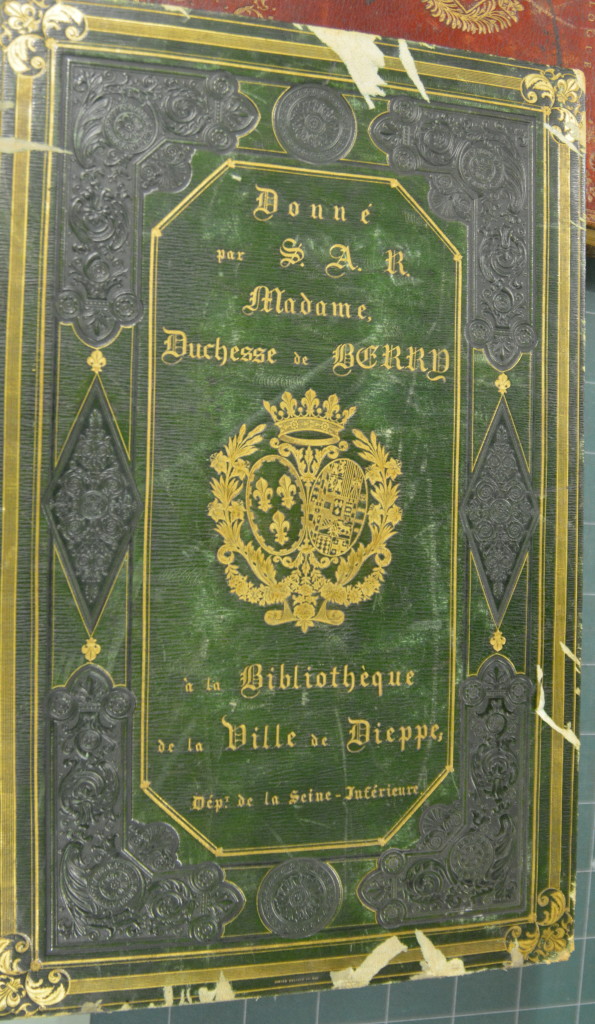 Donné
par S. A. R.
Madame,
Duchesse de BERRY
à la Bibliothèque
de la Ville de Dieppe,
Dépt. de la Seine-Inférieure.